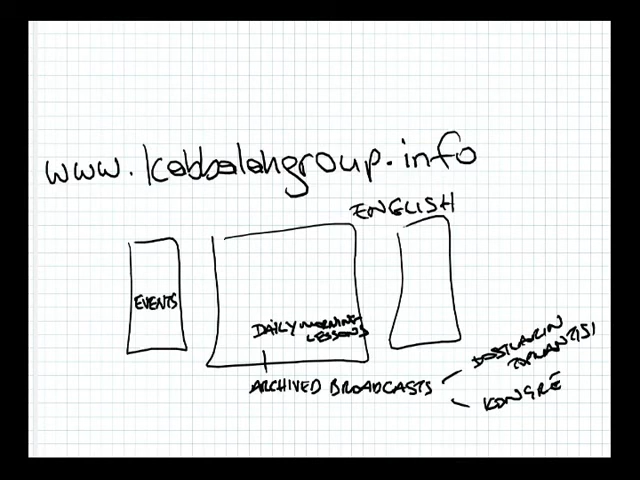 www.kabbalahgroup.info
ENGLISH
EVENTS
DAILY MORNING
LESSONS
ARCHIVED BROADCASTS
DOSTLARIN
TOPLANTISI
KONGRE